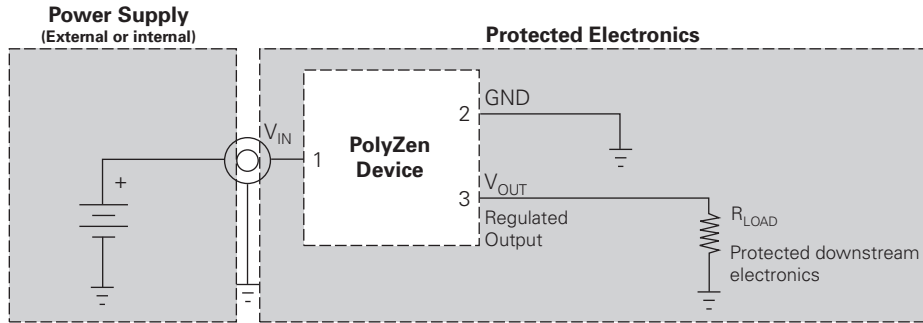 Power Supply
(External or internal)
Protected Electronics
+
V_IN
1
PolyZen
Device
2
GND
3
V_OUT
Regulated
Output
R_LOAD
Protected downstream
electronics